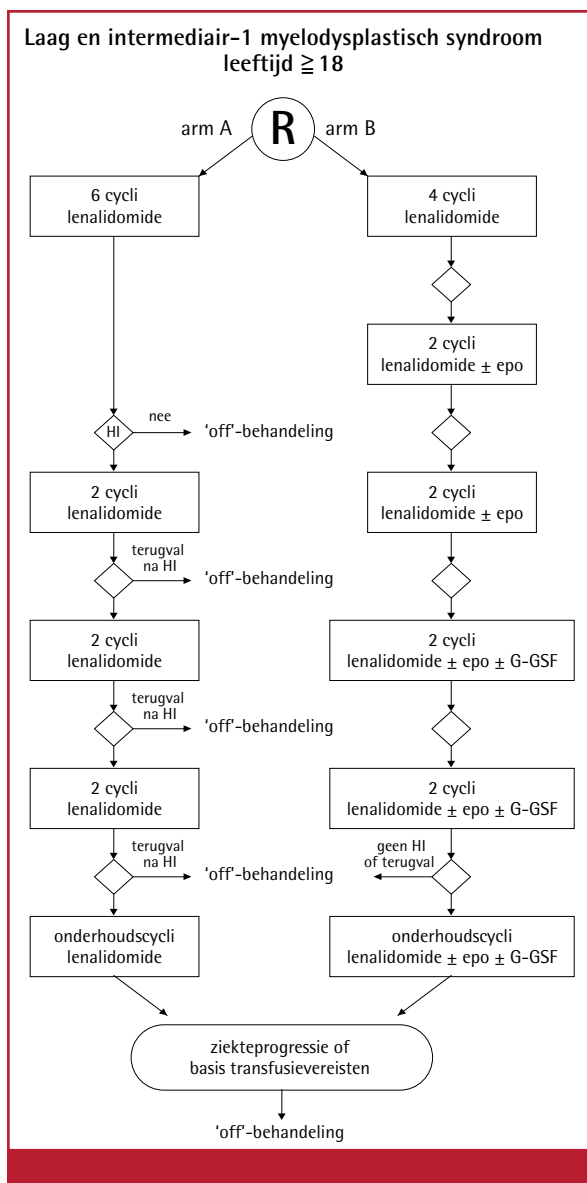 Laag en intermediair-1 myelodysplastisch syndroom
leeftijd ≧ 18
arm A
R
arm B
6 cycli
lenalidomide
4 cycli
lenalidomide
2 cycli
lenalidomide ± epo
HI
nee
'off'-behandeling
2 cycli
lenalidomide
2 cycli
lenalidomide ± epo
terugval
na HI
'off'-behandeling
2 cycli
lenalidomide
2 cycli
lenalidomide ± epo ± G-GSF
terugval
na HI
'off'-behandeling
2 cycli
lenalidomide
2 cycli
lenalidomide ± epo ± G-GSF
terugval
na HI
'off'-behandeling
geen HI
of terugval
onderhoudscycli
lenalidomide
onderhoudscycli
lenalidomide ± epo ± G-GSF
ziekteprogressie of
basis transfusievereisten
'off'-behandeling